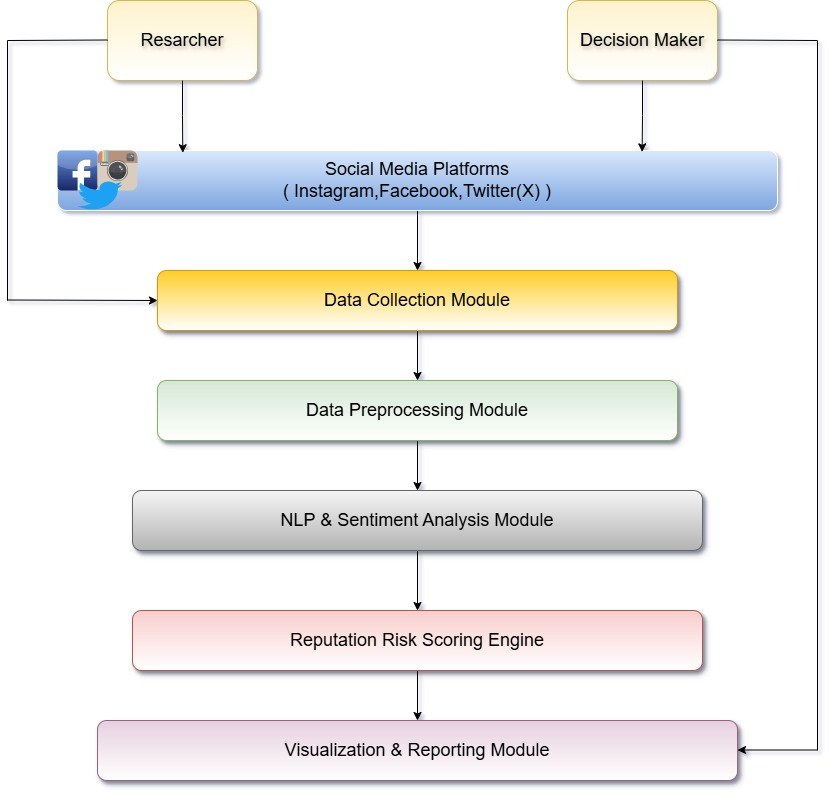 Resarcher
Decision Maker
Social Media Platforms
( Instagram,Facebook,Twitter(X) )
Data Collection Module
Data Preprocessing Module
NLP & Sentiment Analysis Module
Reputation Risk Scoring Engine
Visualization & Reporting Module